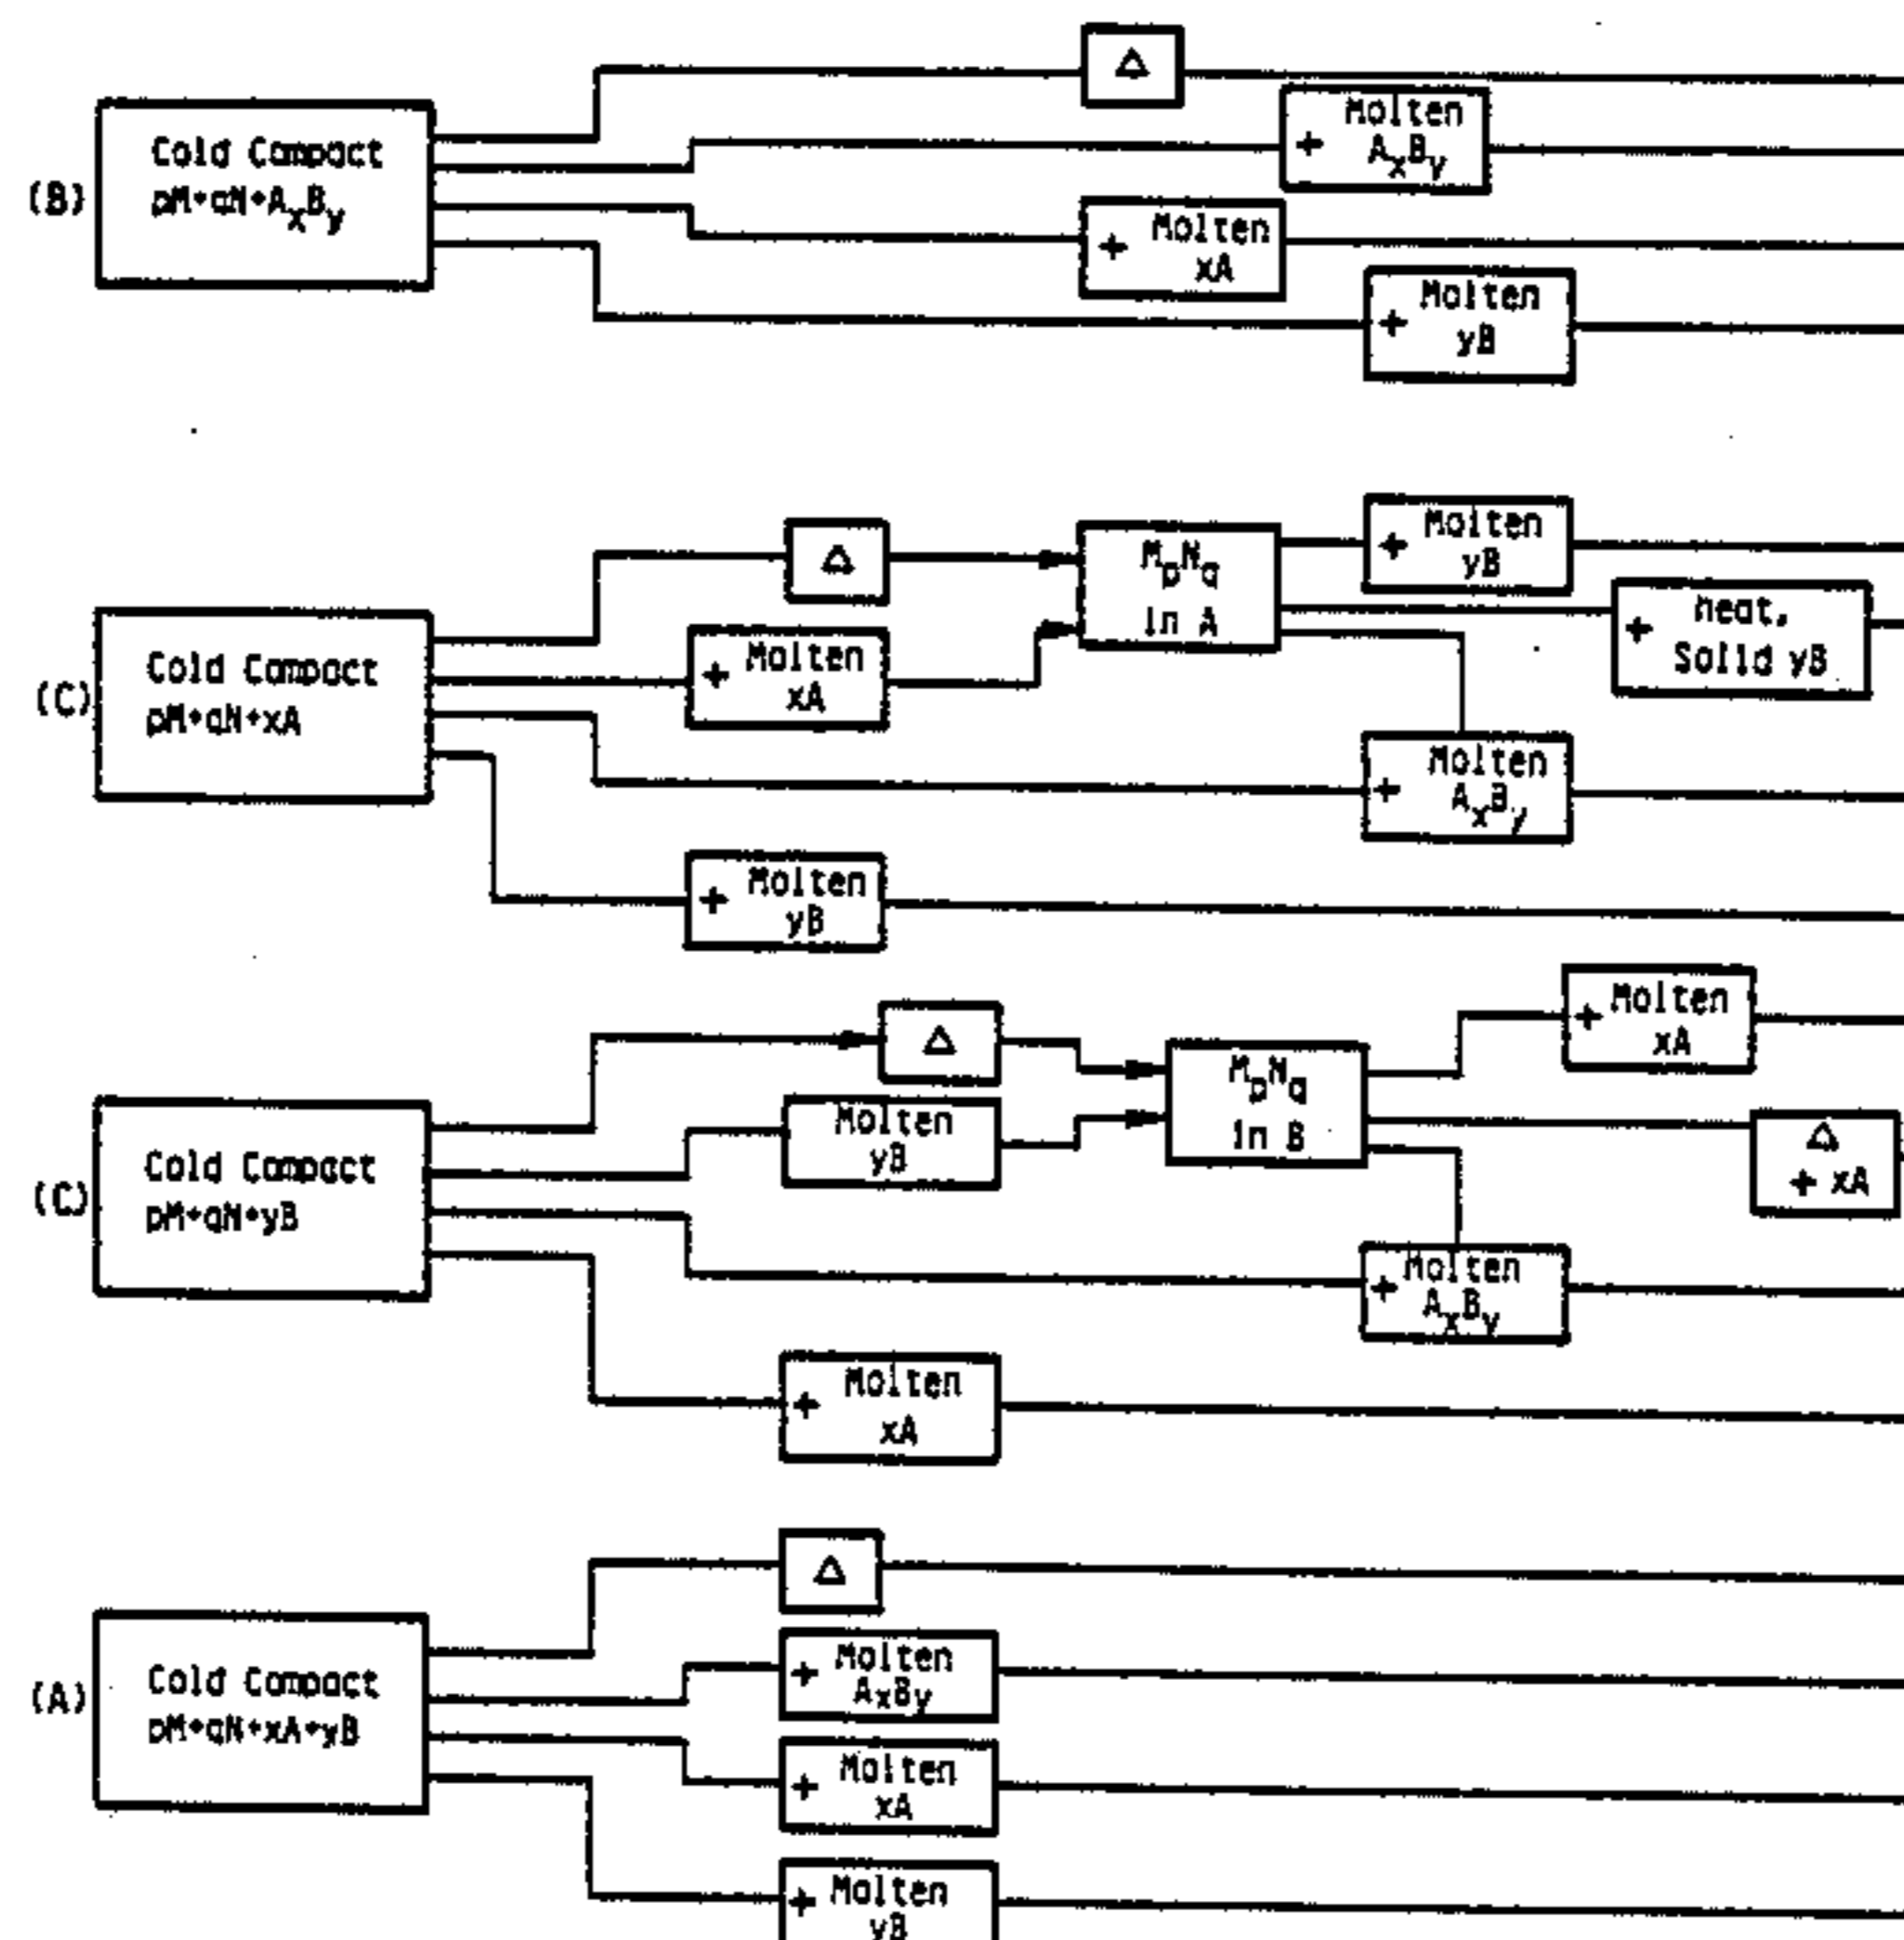 Δ
(B)
Cold Compact
pM+qN+AxBy
+ Molten
AxBy
+ Molten
xA
+ Molten
yB
(C)
Cold Compact
pM+qN+xA
Δ
+ Molten
xA
MpNq
in A
+ Molten
yB
+ Heat,
Solid yB
+ Molten
AxBy
+ Molten
yB
(C)
Cold Compact
pM+qN+yB
Δ
Molten
yB
MpNq
in B
+ Molten
xA
Δ
+ xA
+ Molten
AxBy
+ Molten
xA
(A)
Cold Compact
pM+qN+xA+yB
Δ
+ Molten
AxBy
+ Molten
xA
+ Molten
yB